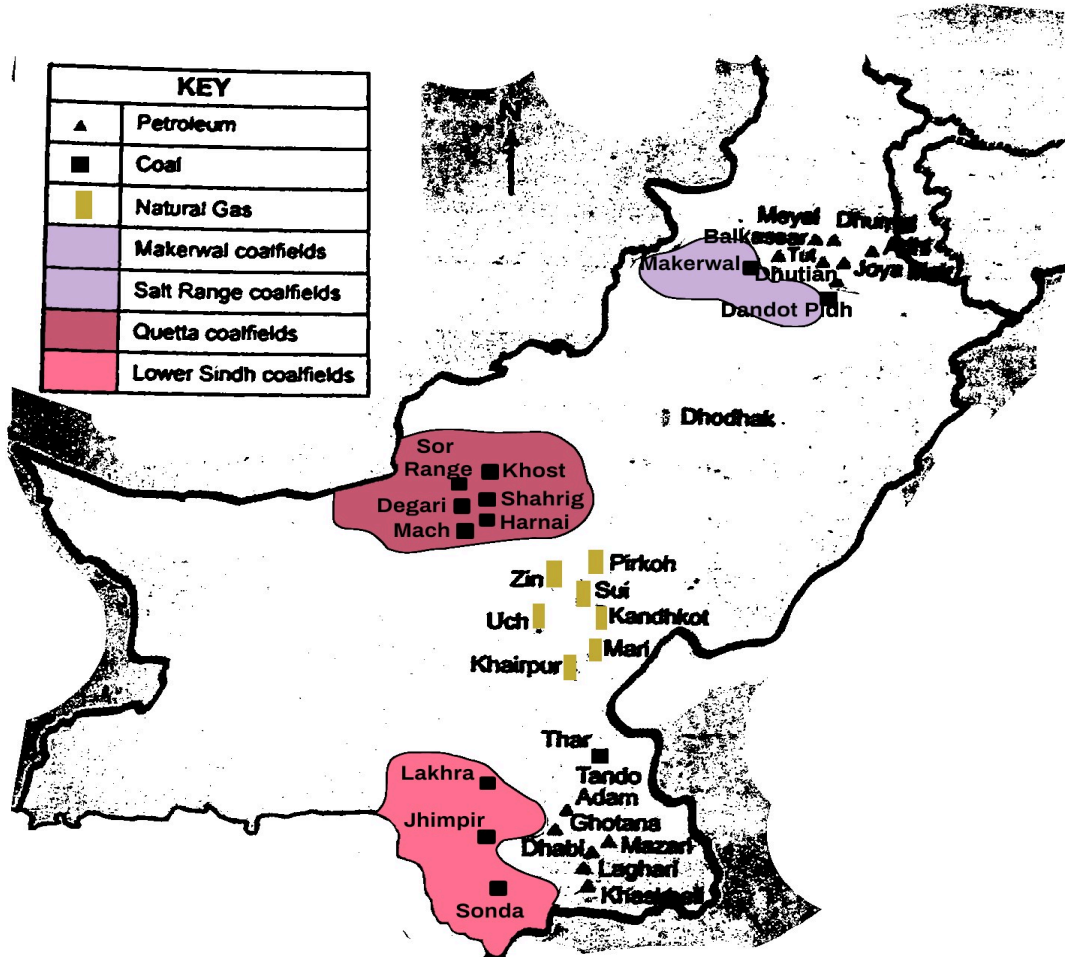 KEY
Petroleum
Coal
Natural Gas
Makerwal coalfields
Salt Range coalfields
Quetta coalfields
Lower Sindh coalfields
N
Meyal
Balkassar
Tut
Makerwal
Dhutian
Joya
Dandot Pidh
Dhodhak
Sor
Range
Khost
Degari
Shahrig
Mach
Harnai
Pirkoh
Zin
Sui
Uch
Kandhkot
Mari
Khairpur
Thar
Lakhra
Tando
Adam
Jhimpir
Ghotana
Dhabi
Mazari
Laghari
Sonda